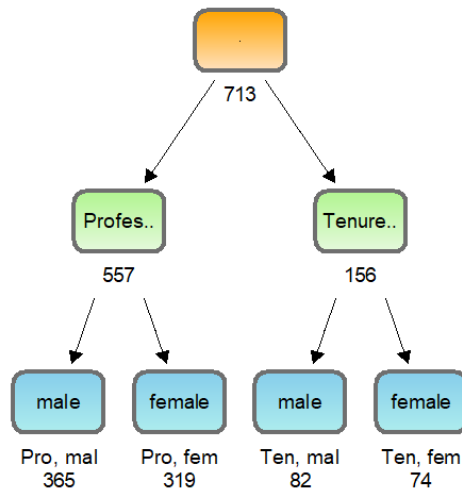 .
713
Profes..
Tenure..
557
156
male
female
male
female
Pro, mal
Pro, fem
Ten, mal
Ten, fem
365
319
82
74